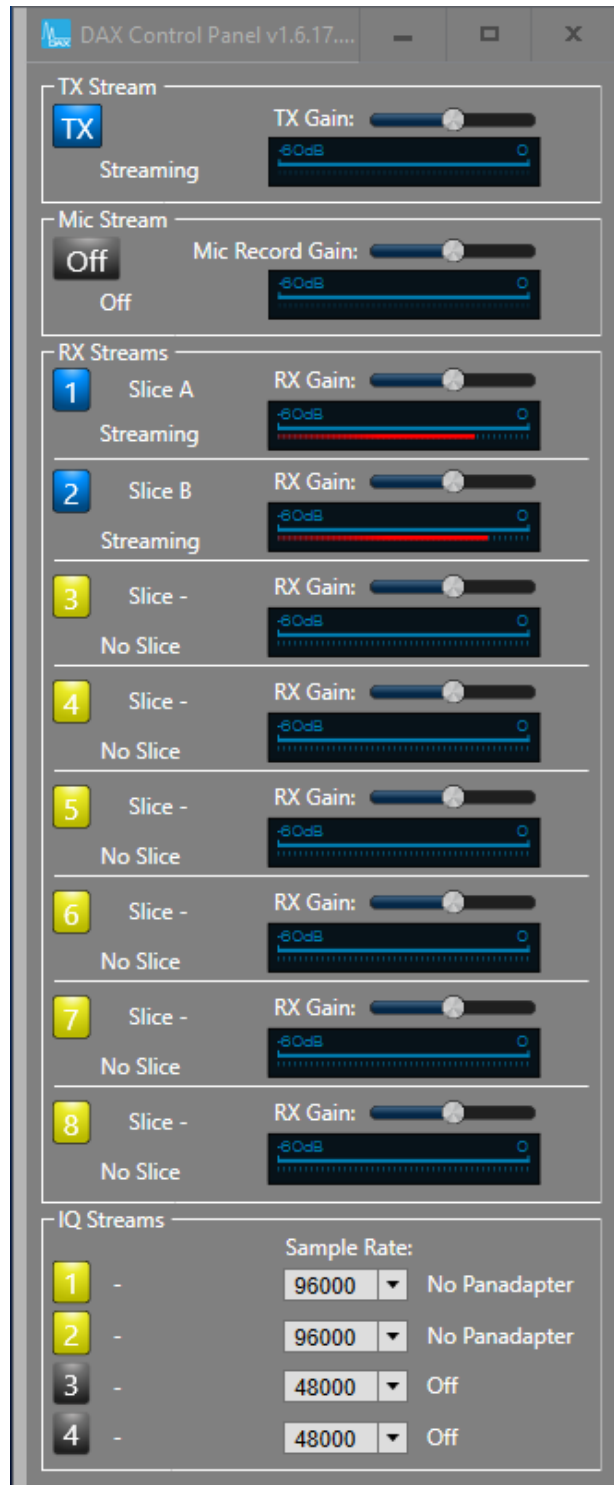 DAX Control Panel v1.6.17....
DAX
TX Stream
TX
TX Gain:
-60dB 0
Streaming
Mic Stream
Off
Mic Record Gain:
-60dB 0
Off
RX Streams
1 Slice A RX Gain:
-60dB 0
Streaming
2 Slice B RX Gain:
-60dB 0
Streaming
3 Slice - RX Gain:
-60dB 0
No Slice
4 Slice - RX Gain:
-60dB 0
No Slice
5 Slice - RX Gain:
-60dB 0
No Slice
6 Slice - RX Gain:
-60dB 0
No Slice
7 Slice - RX Gain:
-60dB 0
No Slice
8 Slice - RX Gain:
-60dB 0
No Slice
IQ Streams
Sample Rate:
1 - 96000 No Panadapter
2 - 96000 No Panadapter
3 - 48000 Off
4 - 48000 Off